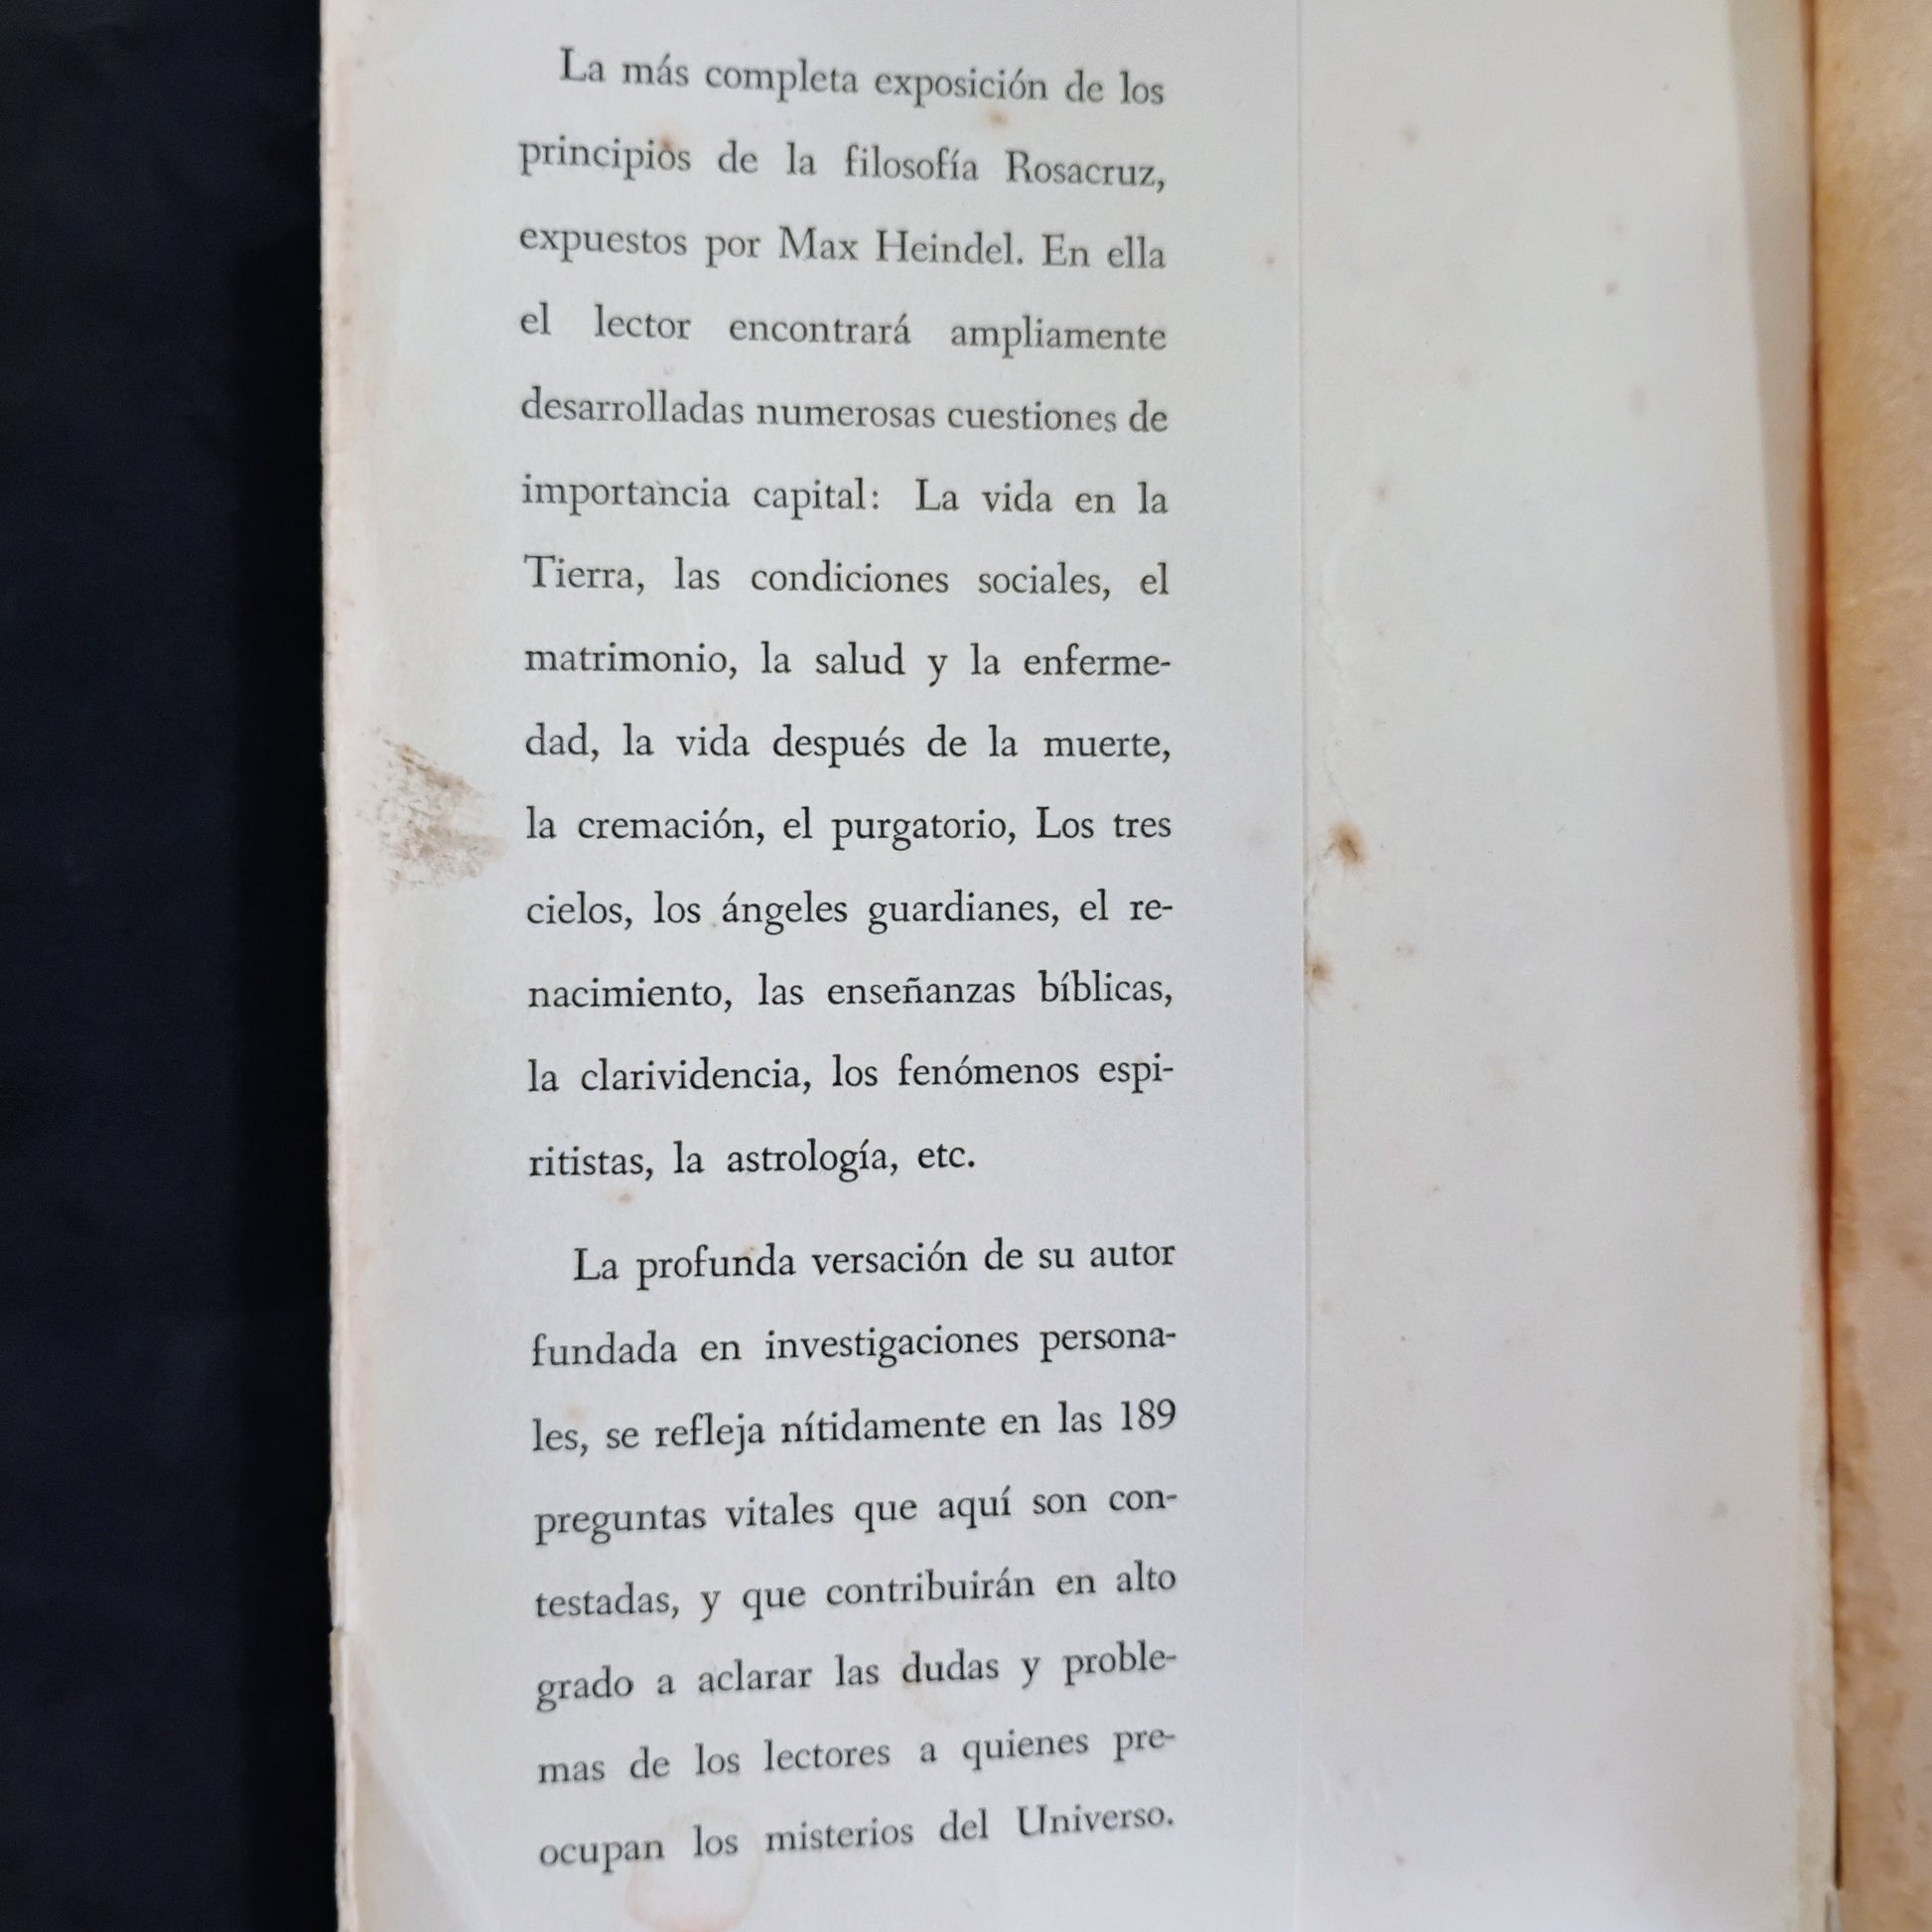 La más completa exposición de los
principios de la filosofía Rosacruz,
expuestos por Max Heindel. En ella
el lector encontrará ampliamente
desarrolladas numerosas cuestiones de
importancia capital: La vida en la
Tierra, las condiciones sociales, el
matrimonio, la salud y la enferme-
dad, la vida después de la muerte,
la cremación, el purgatorio, Los tres
cielos, los ángeles guardianes, el re-
nacimiento, las enseñanzas bíblicas,
la clarividencia, los fenómenos espi-
ritistas, la astrología, etc.
La profunda versación de su autor
fundada en investigaciones persona-
les, se refleja nítidamente en las 189
preguntas vitales que aquí son con-
testadas, y que contribuirán en alto
grado a aclarar las dudas y proble-
mas de los lectores a quienes pre-
ocupan los misterios del Universo.